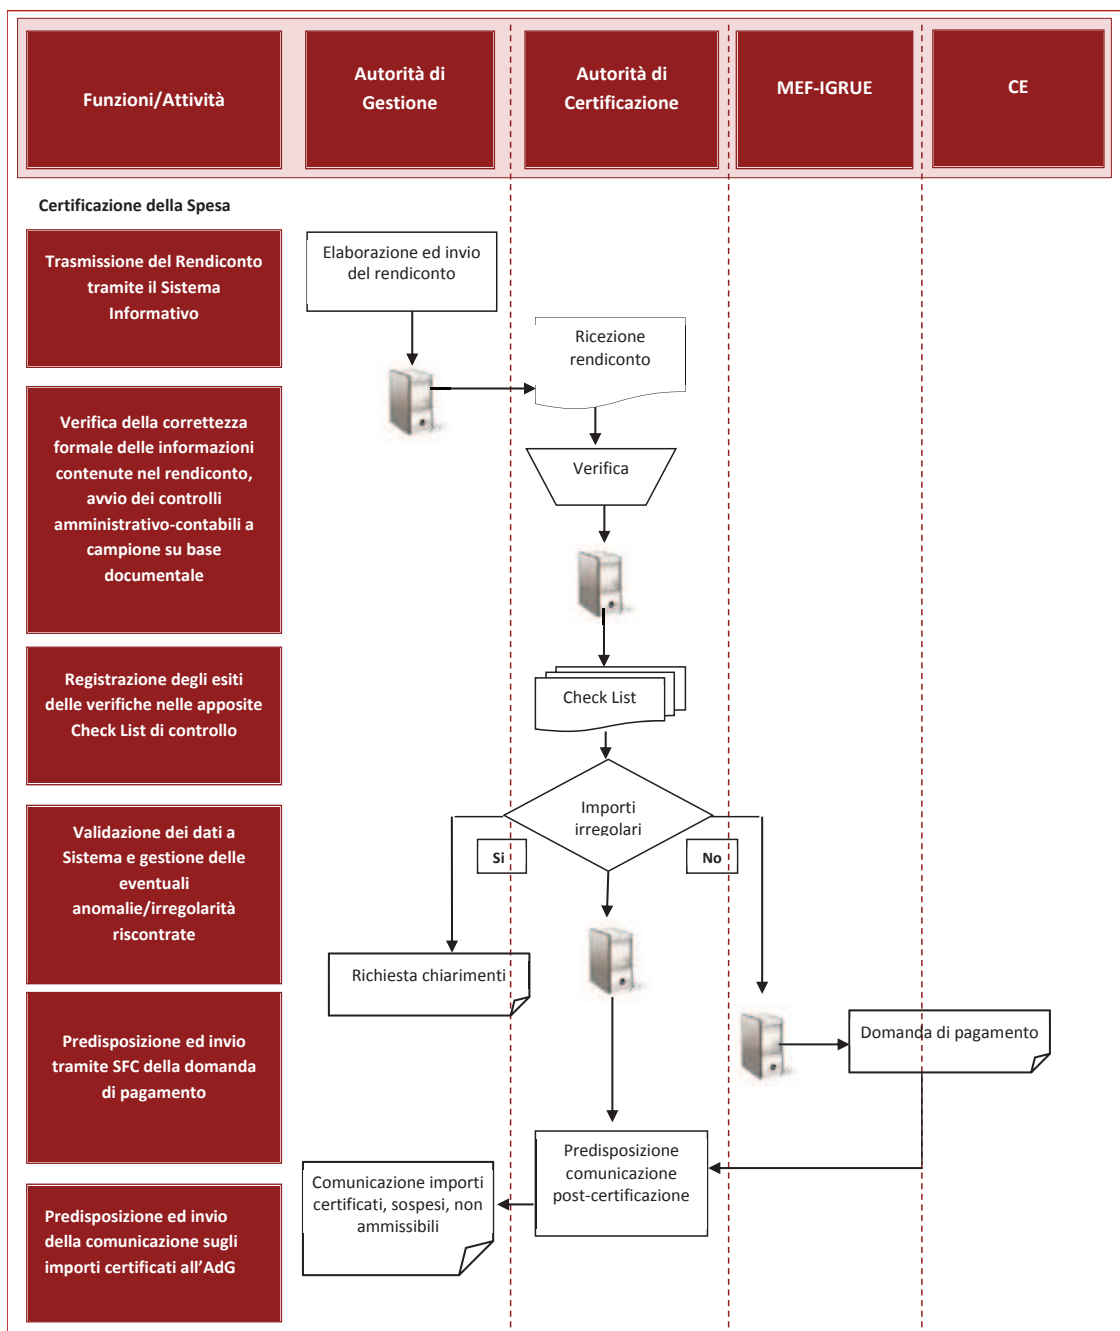 Funzioni/Attività
Autorità di
Gestione
Autorità di
Certificazione
MEF-IGRUE
CE
Certificazione della Spesa
Trasmissione del Rendiconto
tramite il Sistema
Informativo
Elaborazione ed invio
del rendiconto
Ricezione
rendiconto
Verifica della correttezza
formale delle informazioni
contenute nel rendiconto,
avvio dei controlli
amministrativo-contabili a
campione su base
documentale
Verifica
Registrazione degli esiti
delle verifiche nelle apposite
Check List di controllo
Check List
Validazione dei dati a
Sistema e gestione delle
eventuali
anomalie/irregolarità
riscontrate
Importi
irregolari
Si
No
Richiesta chiarimenti
Predisposizione ed invio
tramite SFC della domanda
di pagamento
Domanda di pagamento
Predisposizione
comunicazione
post-certificazione
Comunicazione importi
certificati, sospesi, non
ammissibili
Predisposizione ed invio
della comunicazione sugli
importi certificati all'AdG